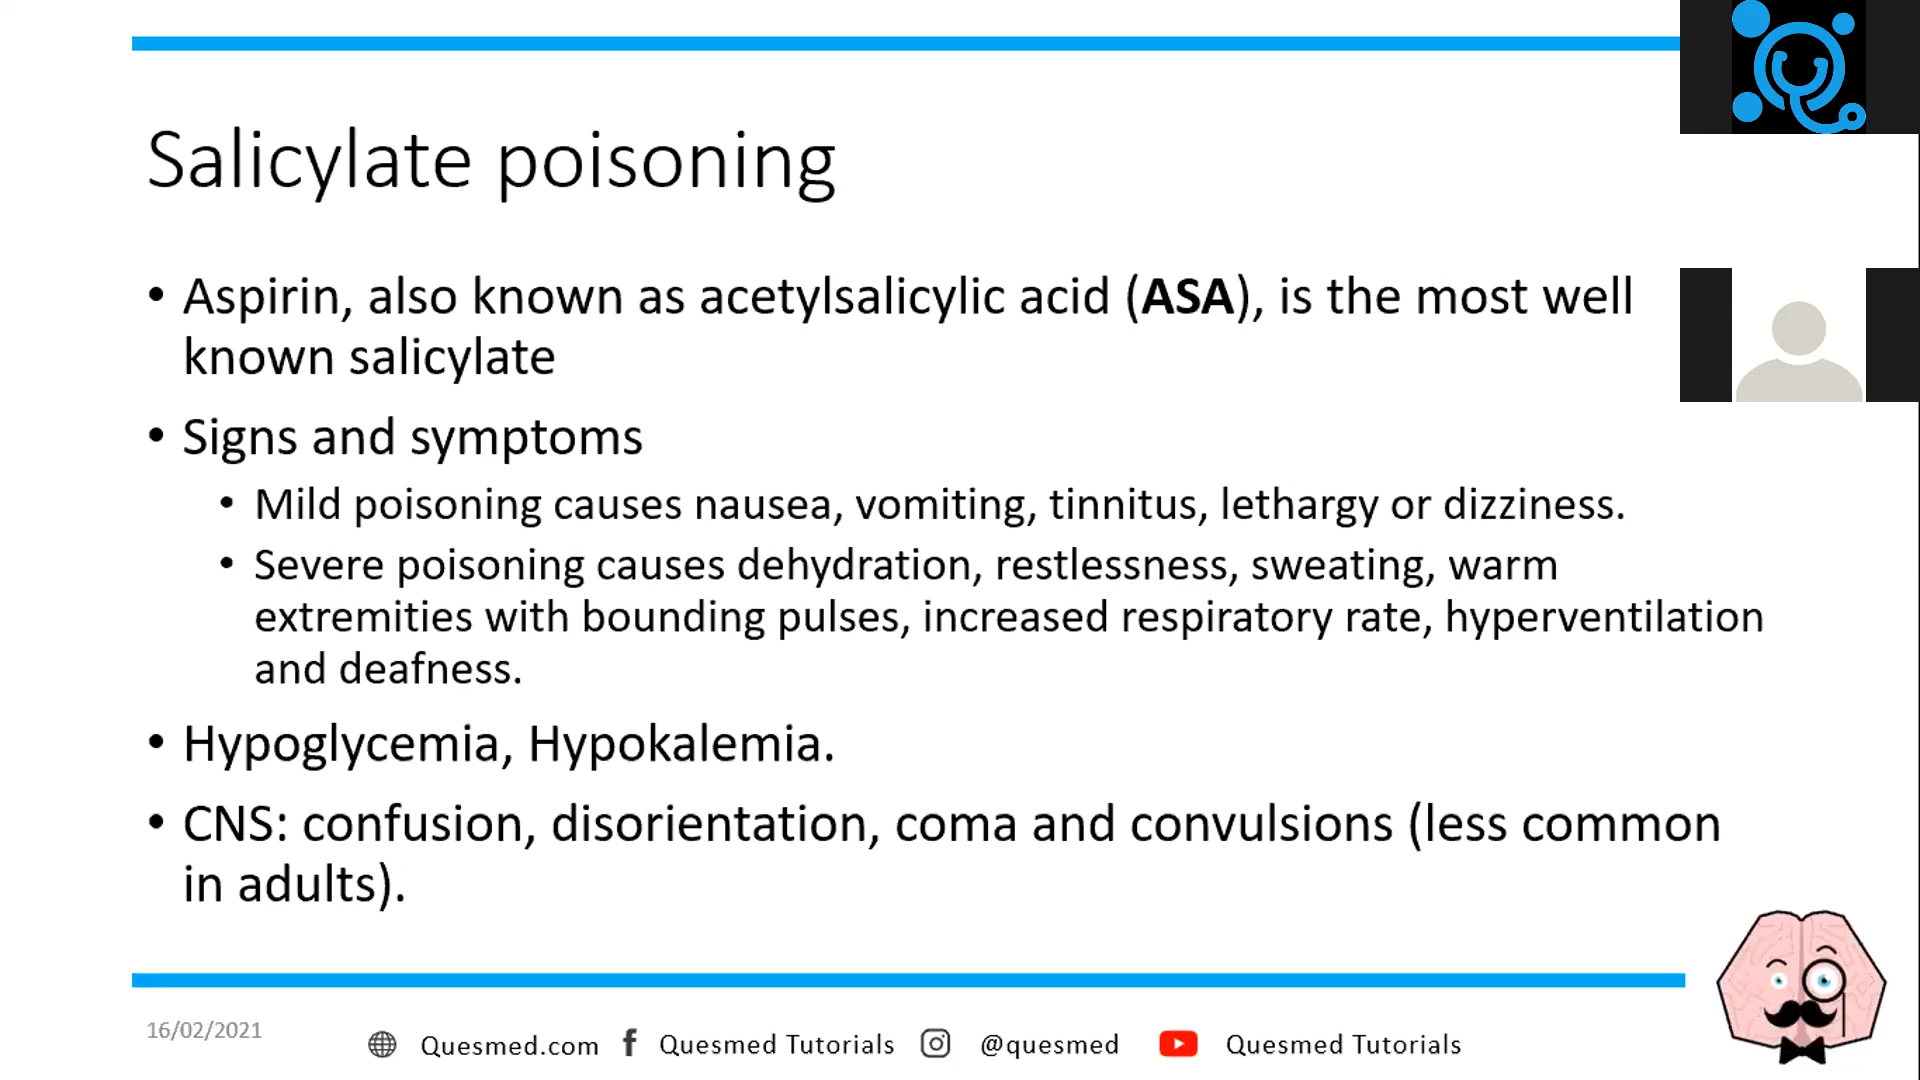 Salicylate poisoning
• Aspirin, also known as acetylsalicylic acid (ASA), is the most well
known salicylate
• Signs and symptoms
• Mild poisoning causes nausea, vomiting, tinnitus, lethargy or dizziness.
• Severe poisoning causes dehydration, restlessness, sweating, warm
extremities with bounding pulses, increased respiratory rate, hyperventilation
and deafness.
• Hypoglycemia, Hypokalemia.
• CNS: confusion, disorientation, coma and convulsions (less common
in adults).
16/02/2021
Quesmed.com
Quesmed Tutorials
@quesmed
Quesmed Tutorials